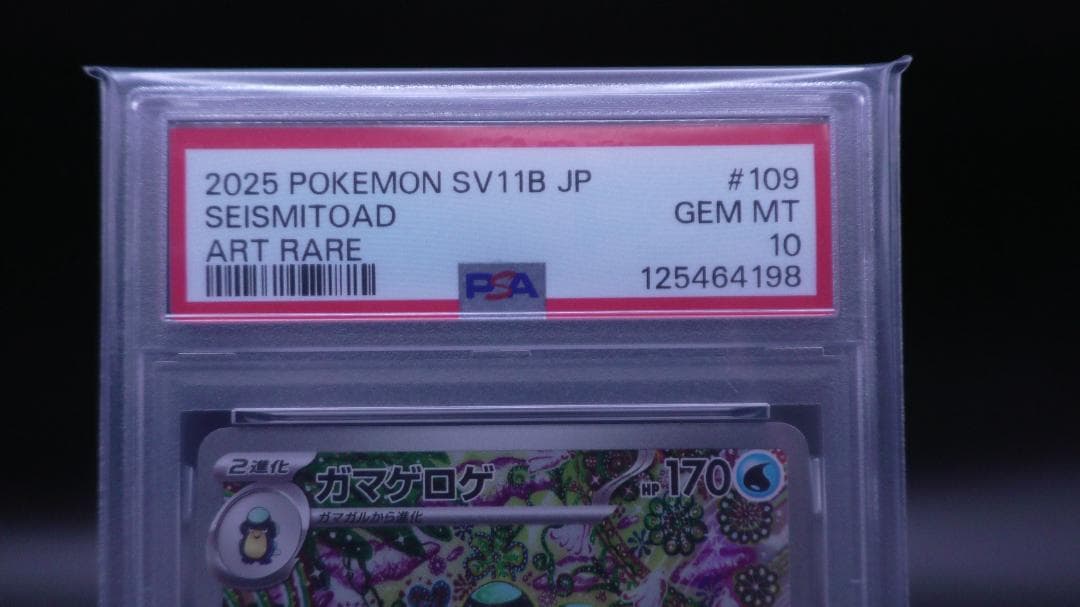 2025 POKEMON SV11B JP #109
SEISMITOAD GEM MT
ART RARE 10
PSA 125464198
2進化 ガマゲロゲ HP 170
ガマガルから進化